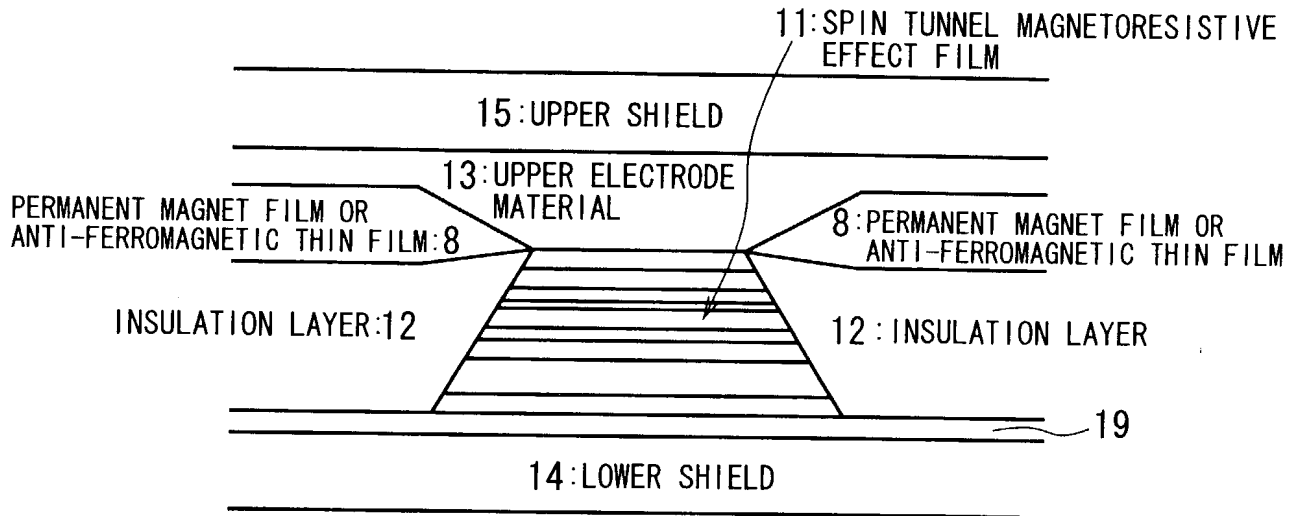 11:SPIN TUNNEL MAGNETORESISTIVE
EFFECT FILM
15:UPPER SHIELD
13:UPPER ELECTRODE
MATERIAL
PERMANENT MAGNET FILM OR
ANTI-FERROMAGNETIC THIN FILM:8
8:PERMANENT MAGNET FILM OR
ANTI-FERROMAGNETIC THIN FILM
INSULATION LAYER:12
12:INSULATION LAYER
19
14:LOWER SHIELD